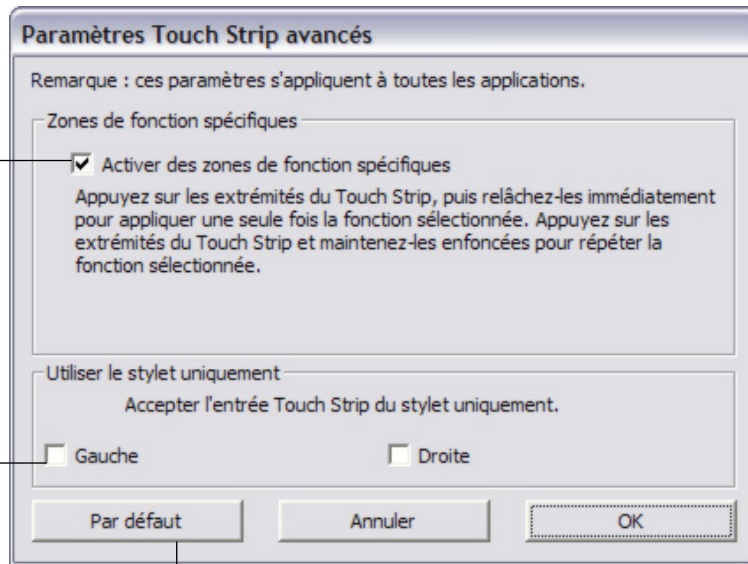 Paramètres Touch Strip avancés
Remarque : ces paramètres s'appliquent à toutes les applications.
Zones de fonction spécifiques
Activer des zones de fonction spécifiques
Appuyez sur les extrémités du Touch Strip, puis relâchez-les immédiatement
pour appliquer une seule fois la fonction sélectionnée. Appuyez sur les
extrémités du Touch Strip et maintenez-les enfoncées pour répéter la
fonction sélectionnée.
Utiliser le stylet uniquement
Accepter l'entrée Touch Strip du stylet uniquement.
Gauche Droite
Par défaut Annuler OK